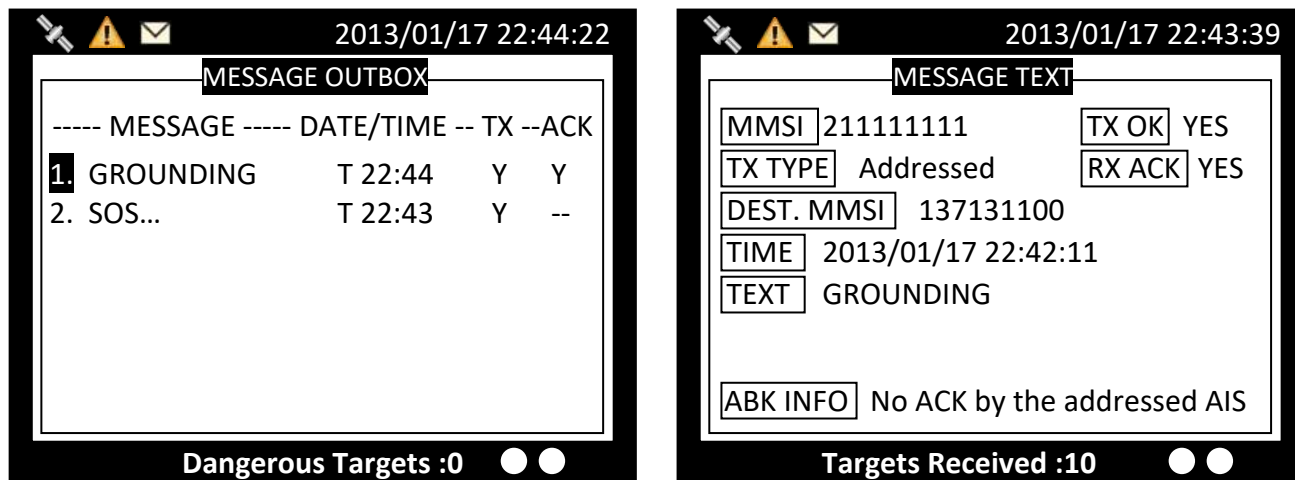 2013/01/17 22:44:22
MESSAGE OUTBOX
----- MESSAGE ----- DATE/TIME -- TX --ACK
1. GROUNDING T 22:44 Y Y
2. SOS... T 22:43 Y --
Dangerous Targets :0
2013/01/17 22:43:39
MESSAGE TEXT
MMSI 211111111 TX OK YES
TX TYPE Addressed RX ACK YES
DEST. MMSI 137131100
TIME 2013/01/17 22:42:11
TEXT GROUNDING
ABK INFO No ACK by the addressed AIS
Targets Received :10